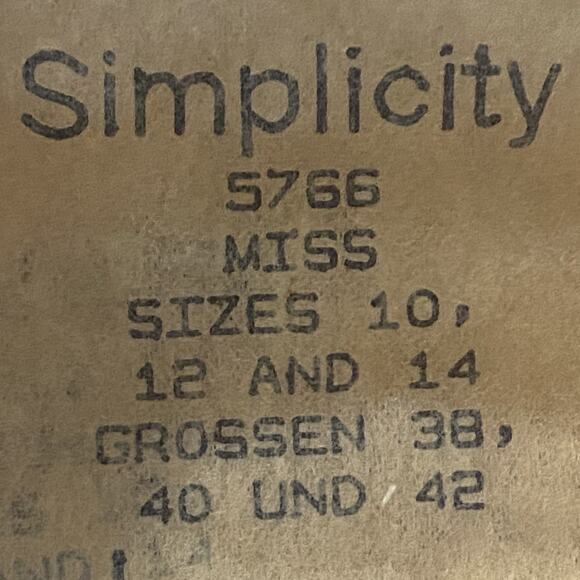 Simplicity
5766
MISS
SIZES 10,
12 AND 14
GROSSEN 38,
40 UND 42